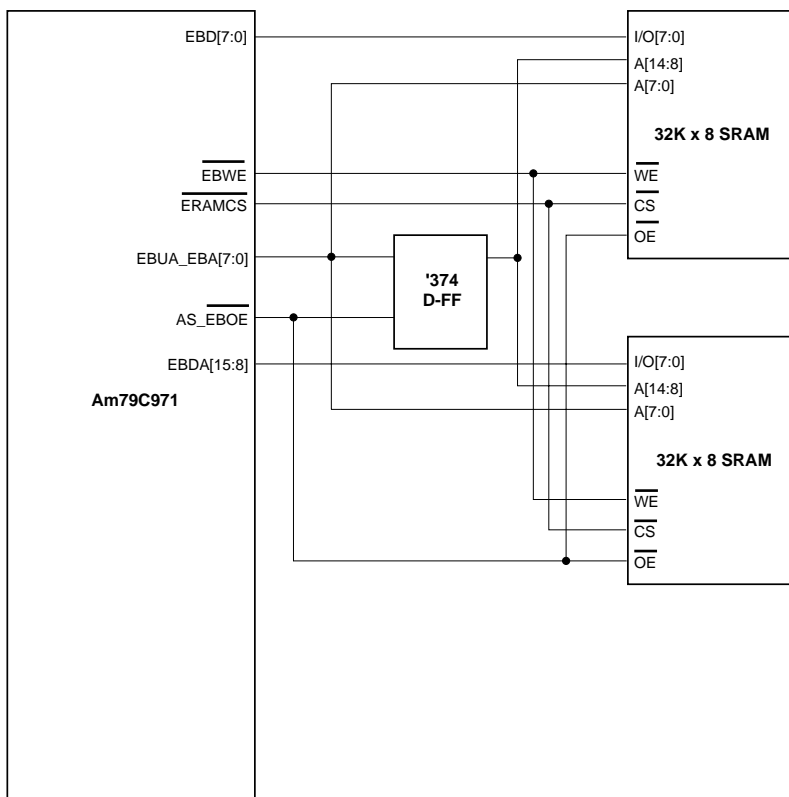 EBD[7:0]
I/O[7:0]
A[14:8]
A[7:0]
32K x 8 SRAM
EBWE
WE
ERAMCS
CS
OE
EBUA_EBA[7:0]
'374
D-FF
AS_EBOE
EBDA[15:8]
I/O[7:0]
A[14:8]
A[7:0]
Am79C971
32K x 8 SRAM
WE
CS
OE